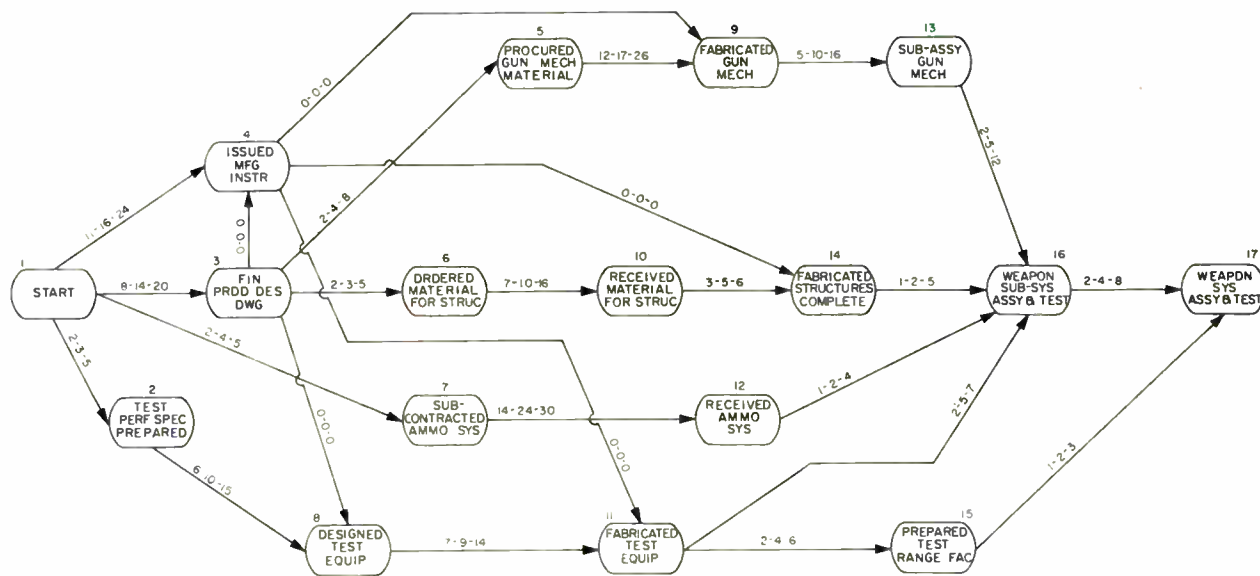 5
PROCURED
GUN MECH
MATERIAL
12-17-26
9
FABRICATED
GUN
MECH
5-10-16
13
SUB-ASSY
GUN
MECH
0-0-0
4
ISSUED
MFG
INSTR
2-4-8
0-0-0
2-5-12
11-16-24
0-0-0
1
START
8-14-20
3
FIN
PRDD DES
DWG
2-3-5
6
DRDERED
MATERIAL
FOR STRUC
7-10-16
10
RECEIVED
MATERIAL
FOR STRUC
3-5-6
14
FABRICATED
STRUCTURES
COMPLETE
1-2-5
16
WEAPON
SUB-SYS
ASSY & TEST
2-4-8
17
WEAPDN
SYS
ASSY & TEST
2-4-5
2-3-5
2
TEST
PERF SPEC
PREPARED
7
SUB-
CONTRACTED
AMMO SYS
14-24-30
12
RECEIVED
AMMO
SYS
1-2-4
2-5-7
0-0-0
0-0-0
1-2-3
6-10-15
8
DESIGNED
TEST
EQUIP
7-9-14
11
FABRICATED
TEST
EQUIP
2-4-6
15
PREPARED
TEST
RANGE FAC